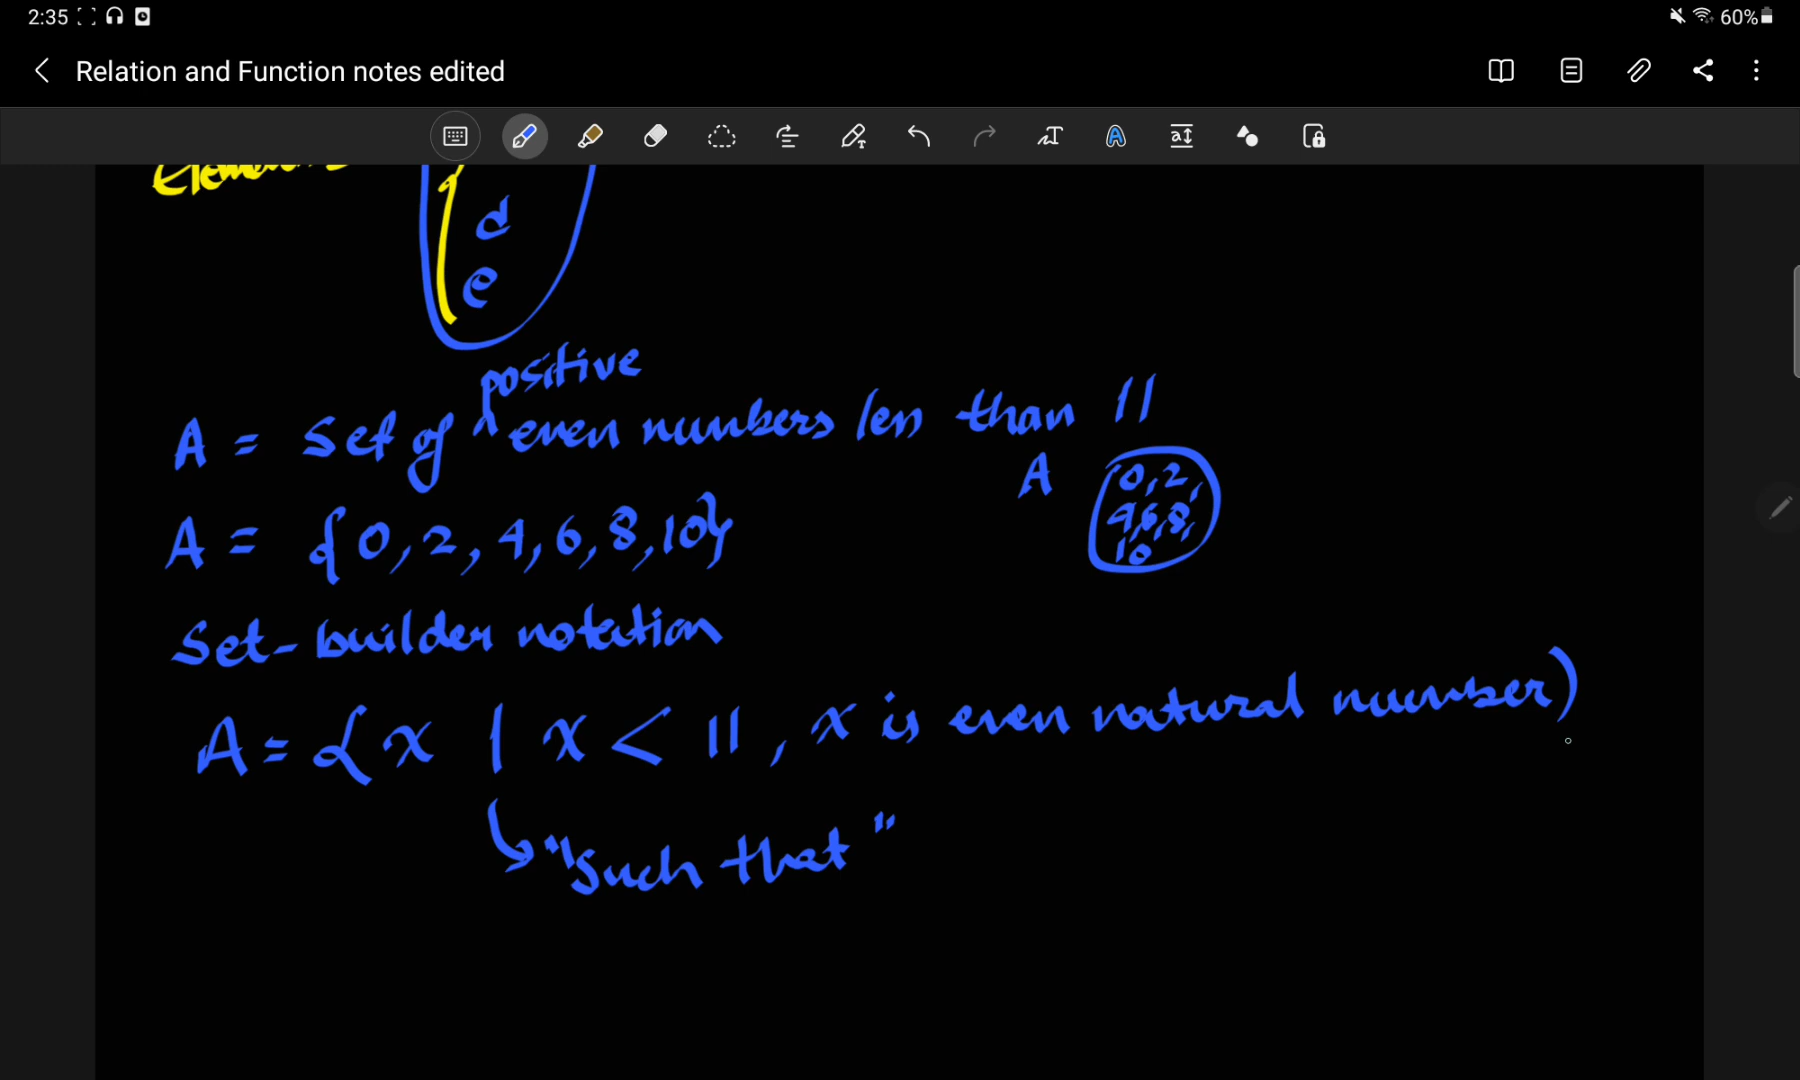 2:35 60%
Relation and Function notes edited
d
e
positive
A = Set of ^ even numbers less than 11
A
0, 2,
4, 6, 8,
10
A = {0, 2, 4, 6, 8, 10}
Set-builder notation
A = {x | x < 11, x is even natural number)
"Such that"